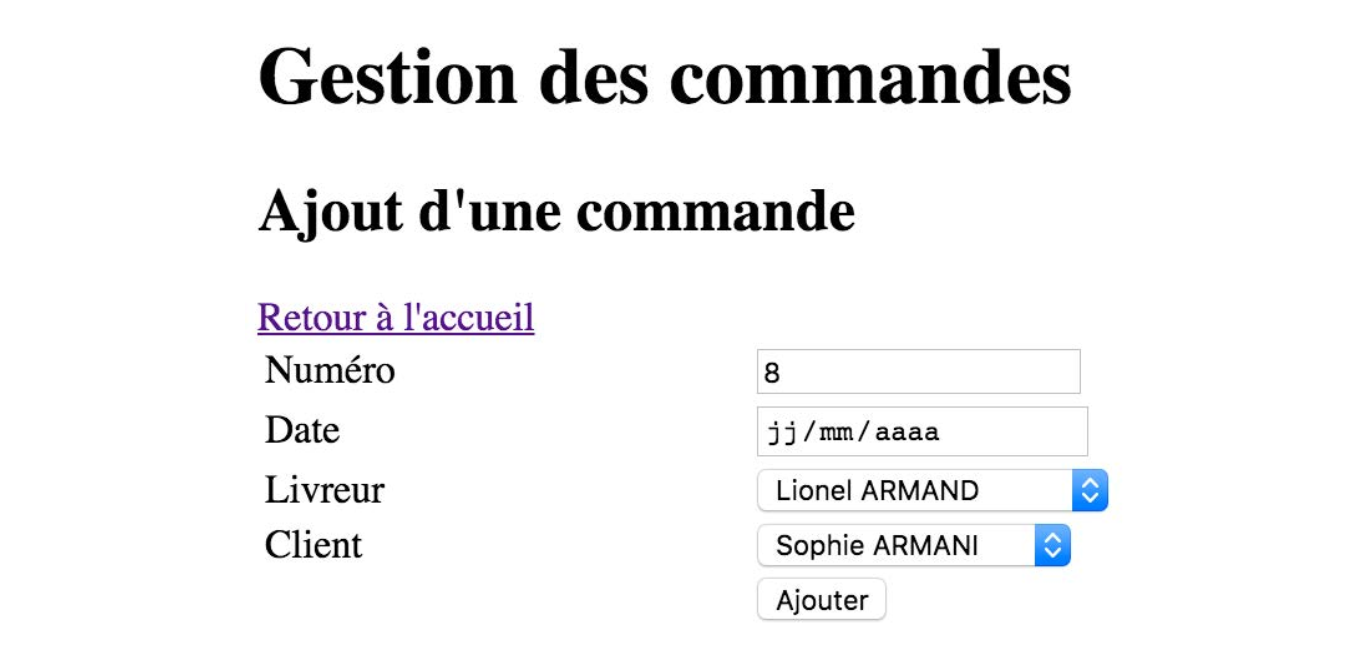 Gestion des commandes
Ajout d'une commande
Retour à l'accueil
Numéro 8
Date jj/mm/aaaa
Livreur Lionel ARMAND
Client Sophie ARMANI
Ajouter